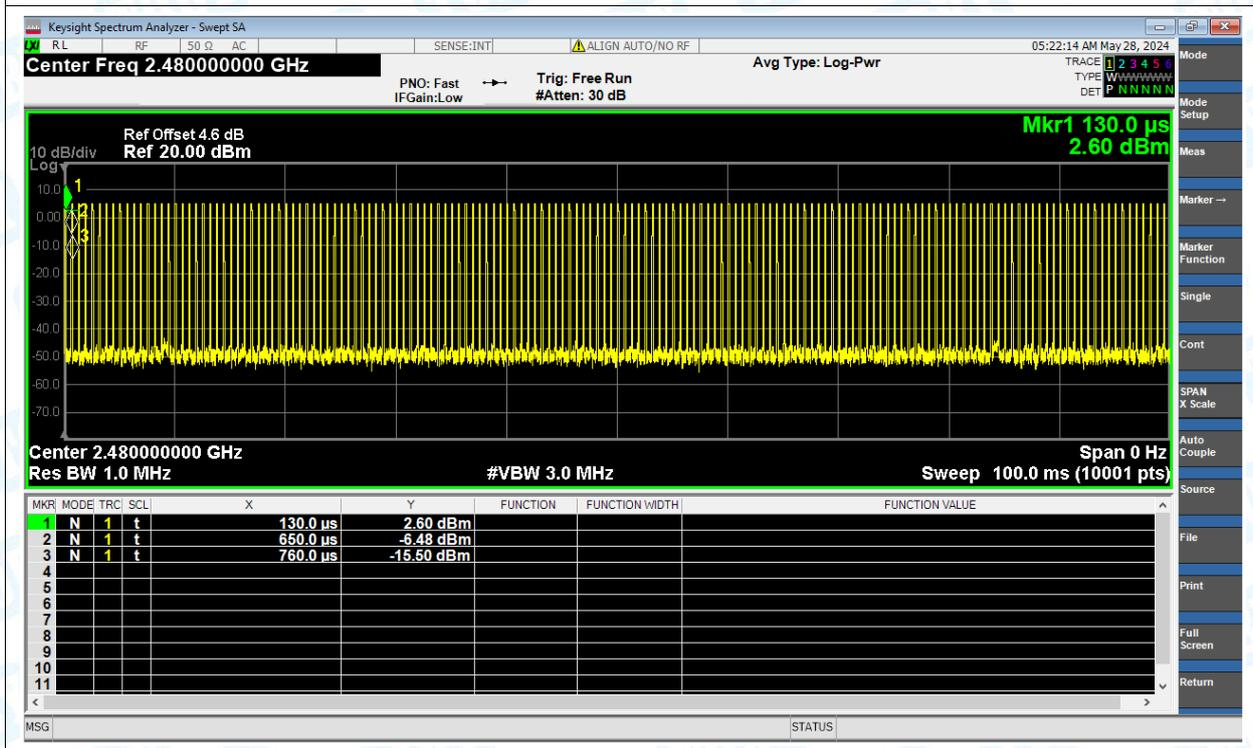 Keysight Spectrum Analyzer - Swept SA
LXI RL RF 50 Ω AC SENSE:INT ALIGN AUTO/NO RF 05:22:14 AM May 28, 2024
Center Freq 2.480000000 GHz Avg Type: Log-Pwr TRACE 1 2 3 4 5 6
PNO: Fast Trig: Free Run TYPE WWWWWW
IFGain:Low #Atten: 30 dB DET P N N N N N
Mkr1 130.0 µs
2.60 dBm
Ref Offset 4.6 dB
10 dB/div Ref 20.00 dBm
Log
10.0
0.00
-10.0
-20.0
-30.0
-40.0
-50.0
-60.0
-70.0
1
2
3
Center 2.480000000 GHz Span 0 Hz
Res BW 1.0 MHz #VBW 3.0 MHz Sweep 100.0 ms (10001 pts)
MKR MODE TRC SCL X Y FUNCTION FUNCTION WIDTH FUNCTION VALUE
1 N 1 t 130.0 µs 2.60 dBm
2 N 1 t 650.0 µs -6.48 dBm
3 N 1 t 760.0 µs -15.50 dBm
4
5
6
7
8
9
10
11
MSG STATUS
Mode
Mode
Setup
Meas
Marker →
Marker
Function
Single
Cont
SPAN
X Scale
Auto
Couple
Source
File
Print
Full
Screen
Return